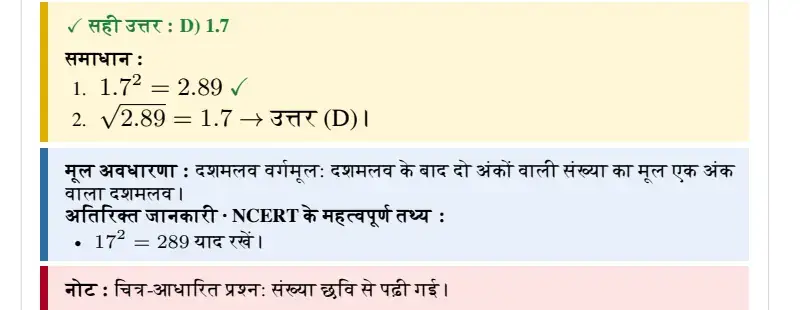 ✓ सही उत्तर : D) 1.7
समाधान :
1. 1.7² = 2.89 ✓
2. √2.89 = 1.7 → उत्तर (D)।
मूल अवधारणा : दशमलव वर्गमूल: दशमलव के बाद दो अंकों वाली संख्या का मूल एक अंक
वाला दशमलव।
अतिरिक्त जानकारी · NCERT के महत्वपूर्ण तथ्य :
• 17² = 289 याद रखें।
नोट : चित्र-आधारित प्रश्न: संख्या छवि से पढ़ी गई।